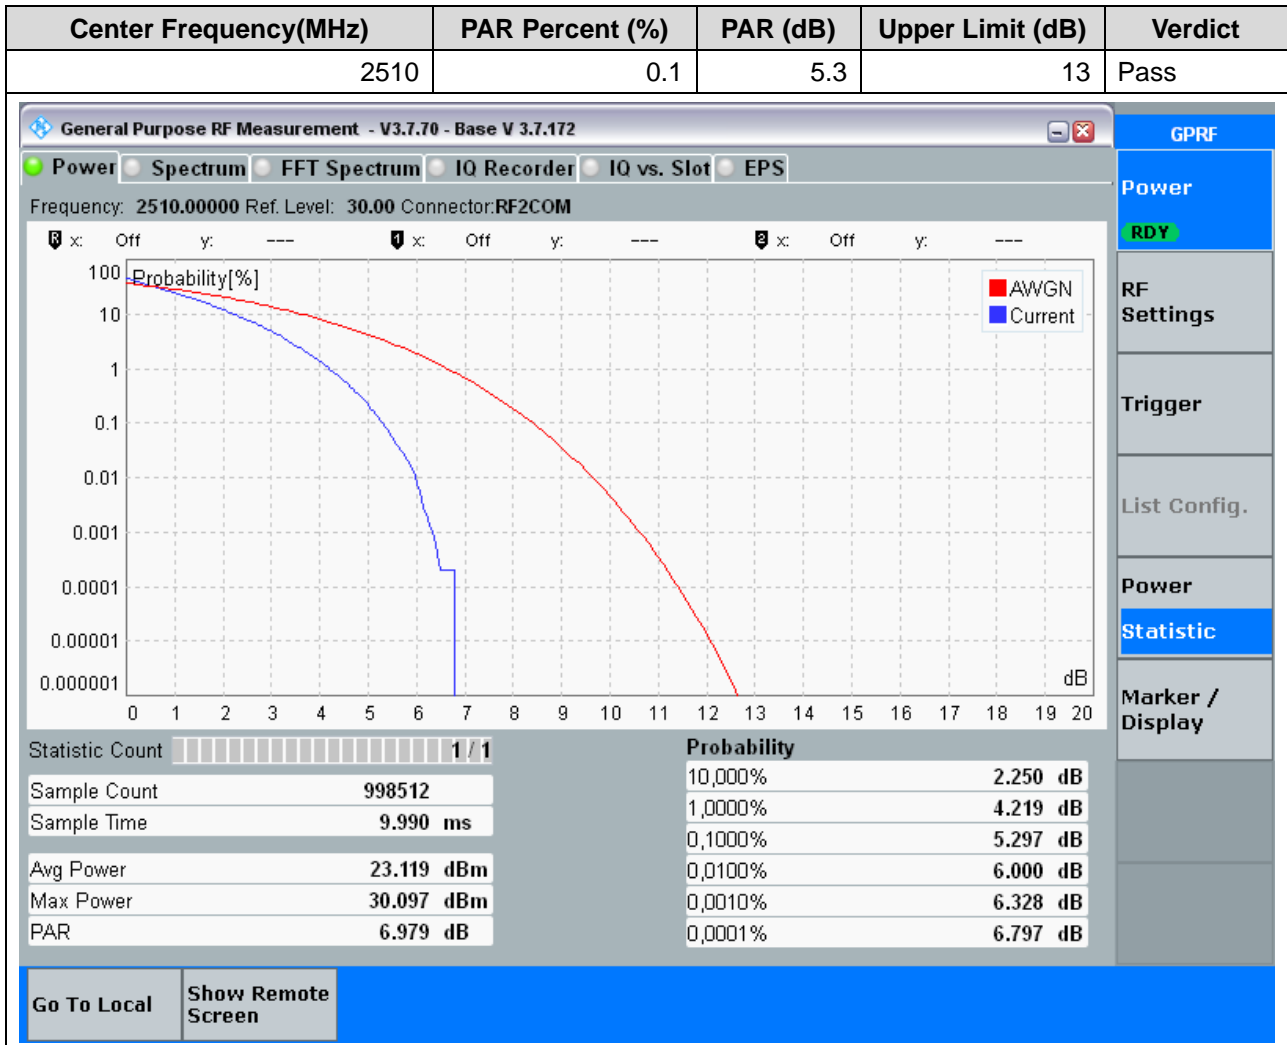 Center Frequency(MHz) PAR Percent (%) PAR (dB) Upper Limit (dB) Verdict
2510 0.1 5.3 13 Pass
General Purpose RF Measurement - V3.7.70 - Base V 3.7.172
GPRF
Power Spectrum FFT Spectrum IQ Recorder IQ vs. Slot EPS
Power
RDY
Frequency: 2510.00000 Ref. Level: 30.00 Connector:RF2COM
R x: Off y: --- 1 x: Off y: --- 2 x: Off y: ---
Probability[%]
AWGN
Current
100
10
1
0.1
0.01
0.001
0.0001
0.00001
0.000001
dB
0 1 2 3 4 5 6 7 8 9 10 11 12 13 14 15 16 17 18 19 20
RF
Settings
Trigger
List Config.
Power
Statistic
Marker /
Display
Statistic Count 1 / 1
Sample Count 998512
Sample Time 9.990 ms
Avg Power 23.119 dBm
Max Power 30.097 dBm
PAR 6.979 dB
Probability
10,000% 2.250 dB
1,0000% 4.219 dB
0,1000% 5.297 dB
0,0100% 6.000 dB
0,0010% 6.328 dB
0,0001% 6.797 dB
Go To Local
Show Remote
Screen